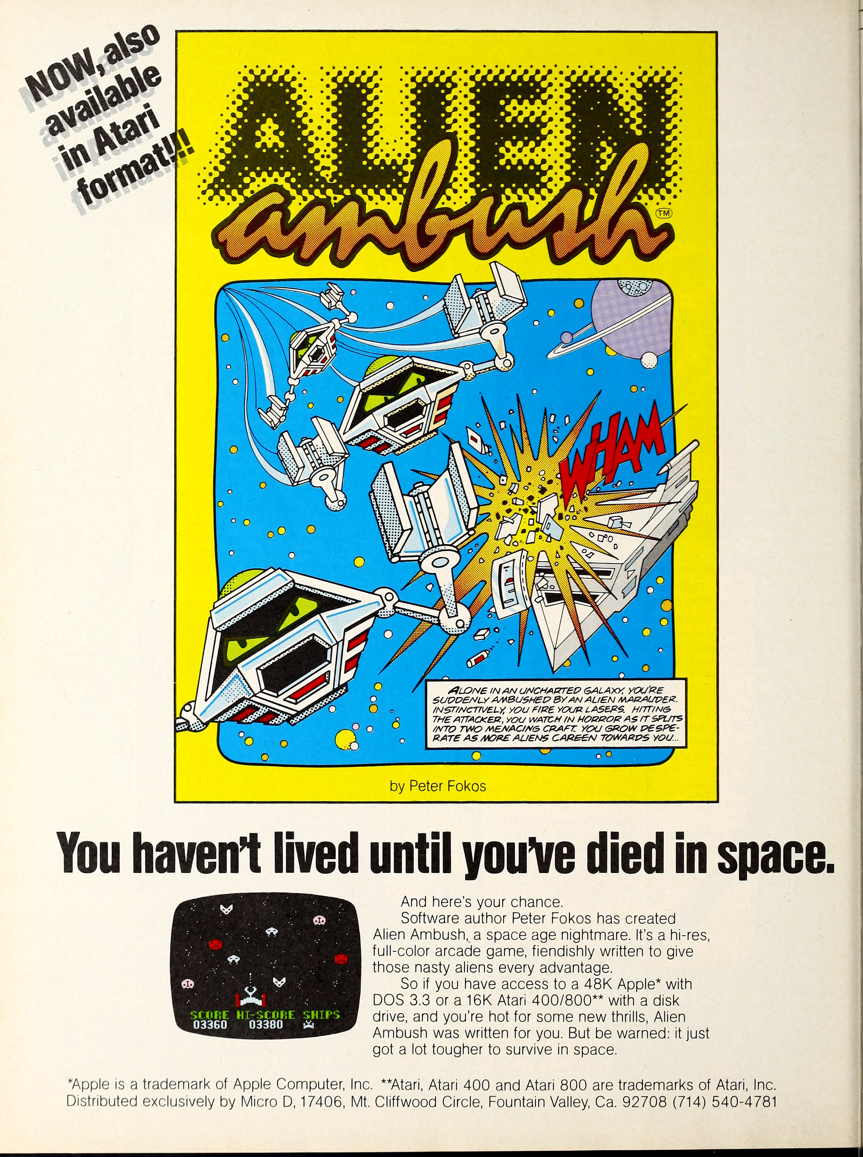 NOW, also
available
in Atari
format!!!
ALIEN
ambush
TM
WHAM
ALONE IN AN UNCHARTED GALAXY, YOU'RE
SUDDENLY AMBUSHED BY AN ALIEN MARAUDER.
INSTINCTIVELY, YOU FIRE YOUR LASERS. HITTING
THE ATTACKER, YOU WATCH IN HORROR AS IT SPLITS
INTO TWO MENACING CRAFT. YOU GROW DESPE-
RATE AS MORE ALIENS CAREEN TOWARDS YOU...
by Peter Fokos
You haven't lived until you've died in space.
And here's your chance.
Software author Peter Fokos has created
Alien Ambush, a space age nightmare. It's a hi-res,
full-color arcade game, fiendishly written to give
those nasty aliens every advantage.
So if you have access to a 48K Apple* with
DOS 3.3 or a 16K Atari 400/800** with a disk
drive, and you're hot for some new thrills, Alien
Ambush was written for you. But be warned: it just
got a lot tougher to survive in space.
SCORE HI-SCORE SHIPS
03360 03380
*Apple is a trademark of Apple Computer, Inc. **Atari, Atari 400 and Atari 800 are trademarks of Atari, Inc.
Distributed exclusively by Micro D, 17406, Mt. Cliffwood Circle, Fountain Valley, Ca. 92708 (714) 540-4781